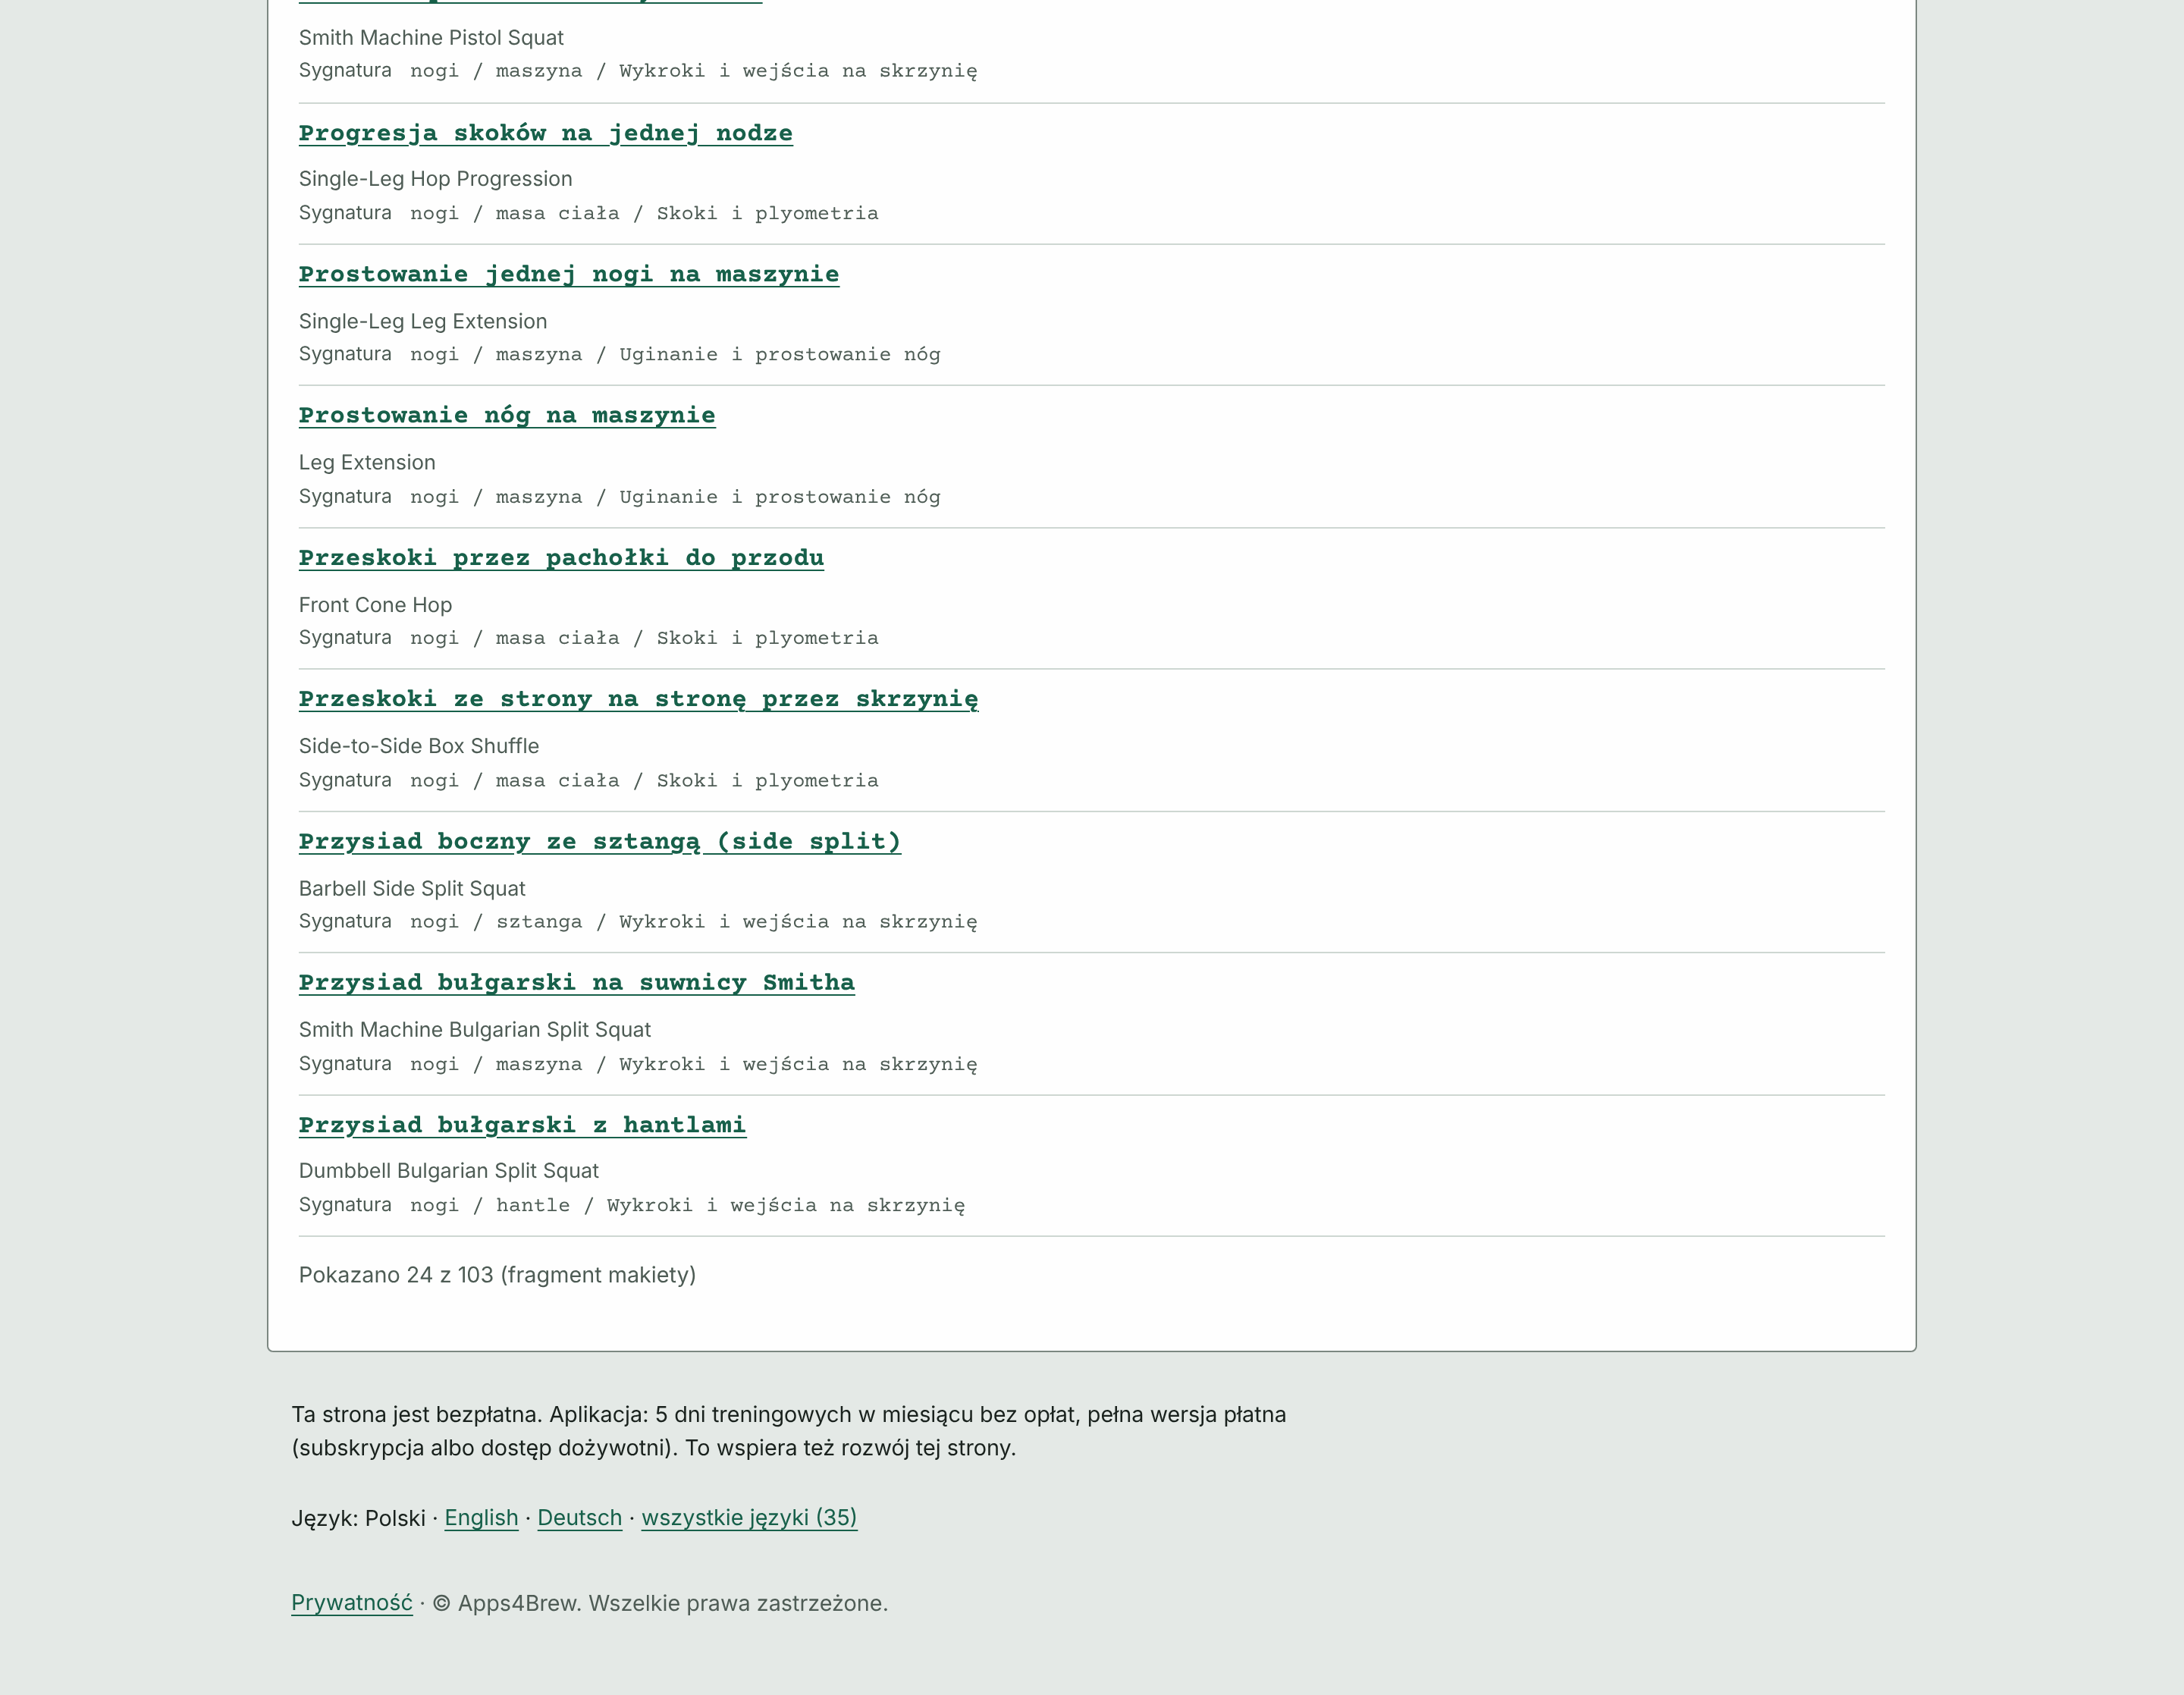 Smith Machine Pistol Squat
Sygnatura nogi / maszyna / Wykroki i wejścia na skrzynię
Progresja skoków na jednej nodze
Single-Leg Hop Progression
Sygnatura nogi / masa ciała / Skoki i plyometria
Prostowanie jednej nogi na maszynie
Single-Leg Leg Extension
Sygnatura nogi / maszyna / Uginanie i prostowanie nóg
Prostowanie nóg na maszynie
Leg Extension
Sygnatura nogi / maszyna / Uginanie i prostowanie nóg
Przeskoki przez pachołki do przodu
Front Cone Hop
Sygnatura nogi / masa ciała / Skoki i plyometria
Przeskoki ze strony na stronę przez skrzynię
Side-to-Side Box Shuffle
Sygnatura nogi / masa ciała / Skoki i plyometria
Przysiad boczny ze sztangą (side split)
Barbell Side Split Squat
Sygnatura nogi / sztanga / Wykroki i wejścia na skrzynię
Przysiad bułgarski na suwnicy Smitha
Smith Machine Bulgarian Split Squat
Sygnatura nogi / maszyna / Wykroki i wejścia na skrzynię
Przysiad bułgarski z hantlami
Dumbbell Bulgarian Split Squat
Sygnatura nogi / hantle / Wykroki i wejścia na skrzynię
Pokazano 24 z 103 (fragment makiety)
Ta strona jest bezpłatna. Aplikacja: 5 dni treningowych w miesiącu bez opłat, pełna wersja płatna
(subskrypcja albo dostęp dożywotni). To wspiera też rozwój tej strony.
Język: Polski · English · Deutsch · wszystkie języki (35)
Prywatność · © Apps4Brew. Wszelkie prawa zastrzeżone.